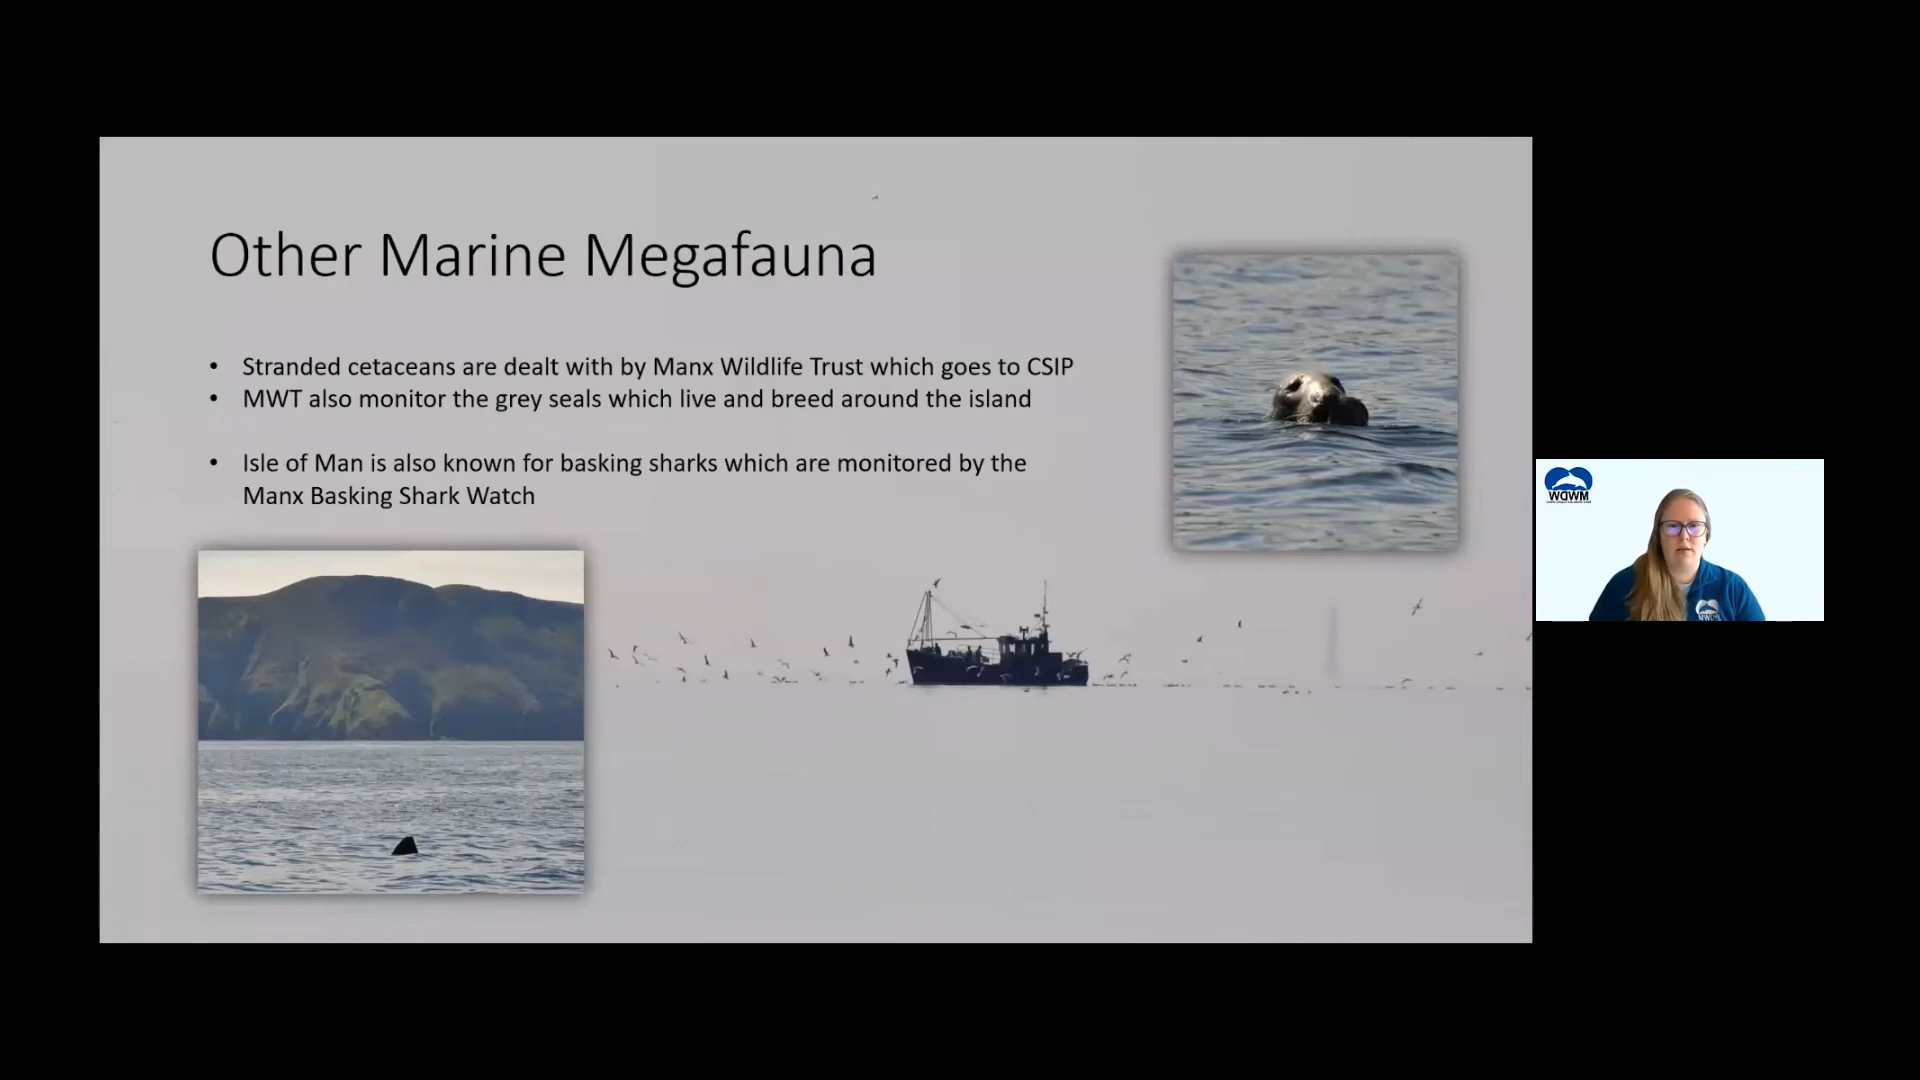 Other Marine Megafauna
• Stranded cetaceans are dealt with by Manx Wildlife Trust which goes to CSIP
• MWT also monitor the grey seals which live and breed around the island
• Isle of Man is also known for basking sharks which are monitored by the
Manx Basking Shark Watch
MWDW